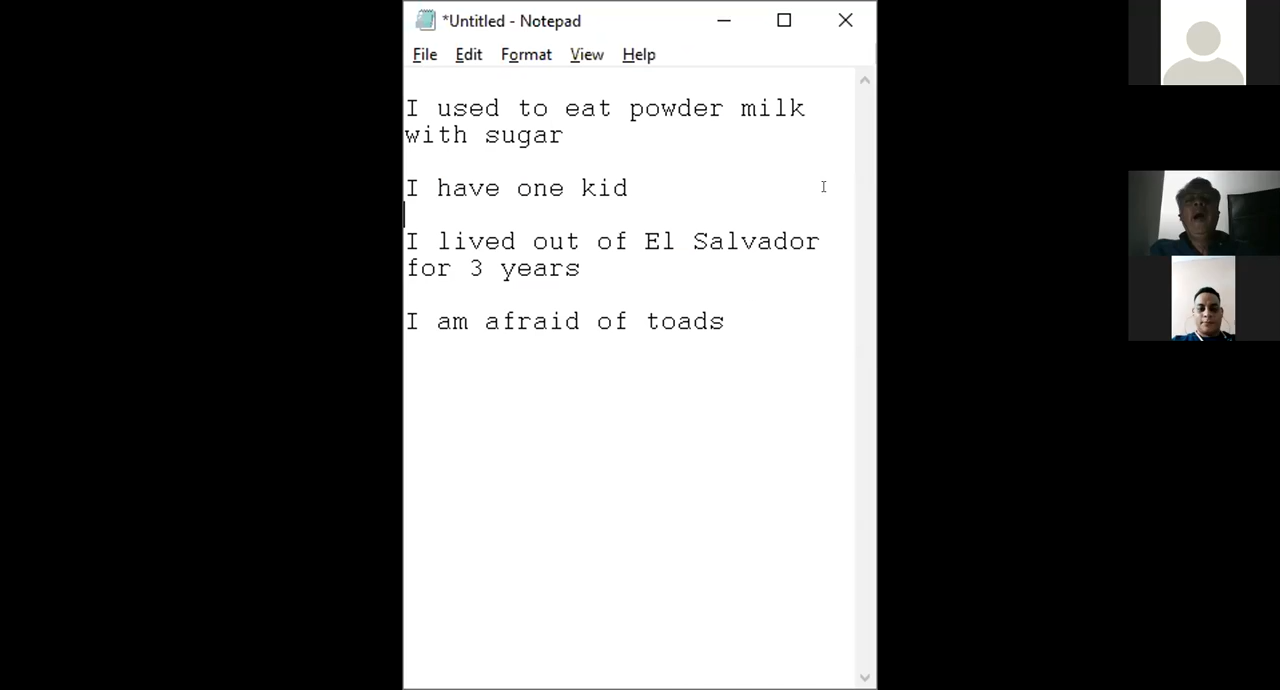 *Untitled - Notepad
File Edit Format View Help
I used to eat powder milk
with sugar
I have one kid
I lived out of El Salvador
for 3 years
I am afraid of toads